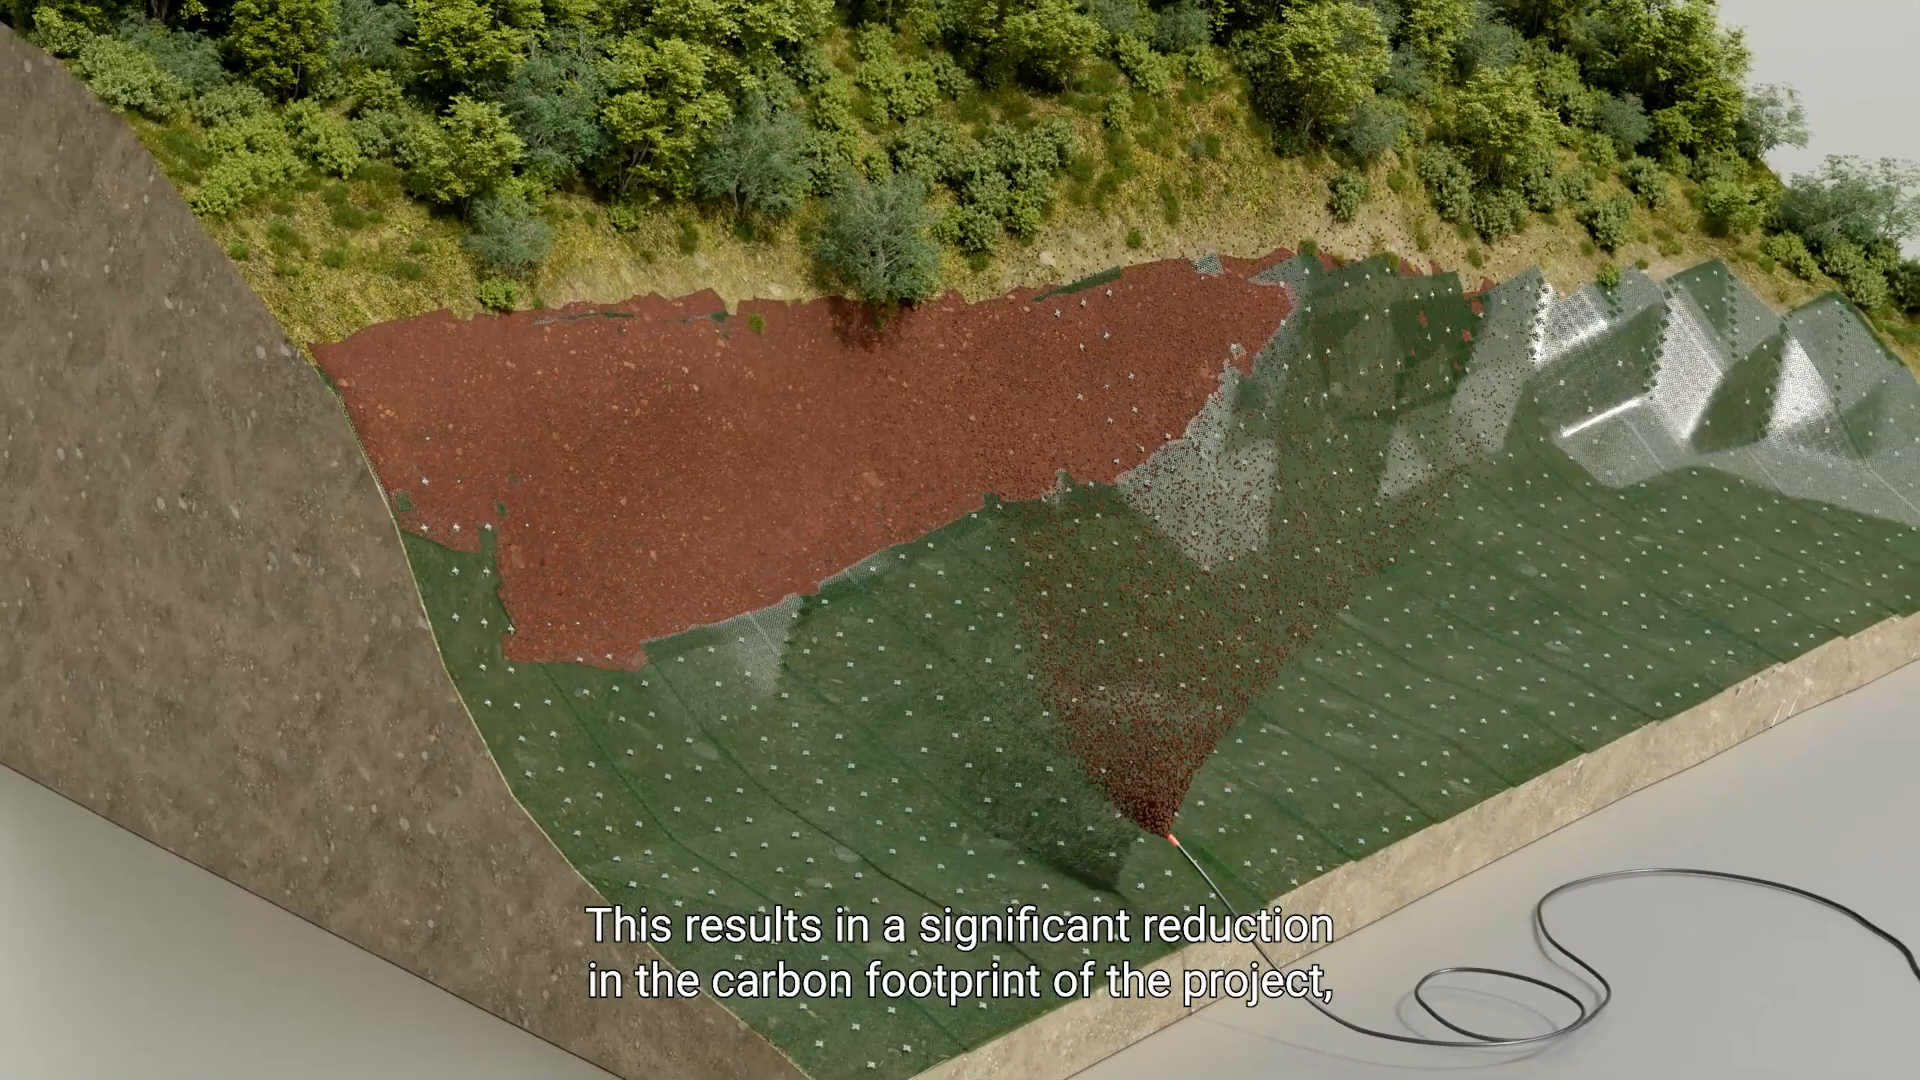 This results in a significant reduction
in the carbon footprint of the project,